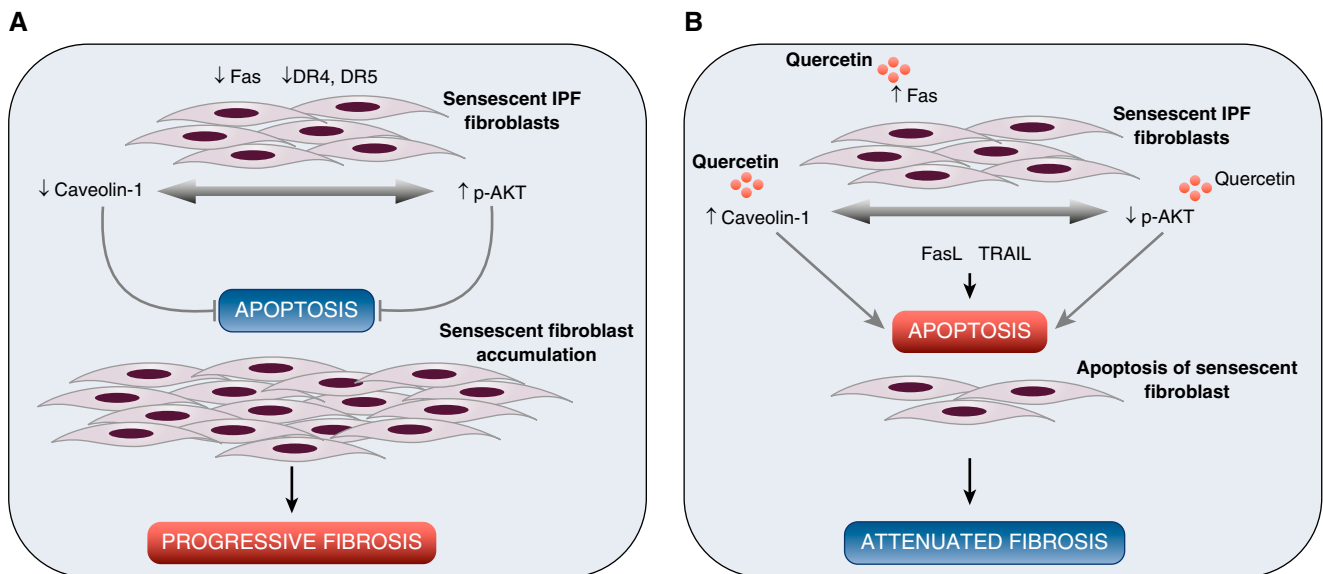 A
↓ Fas ↓DR4, DR5
Sensescent IPF
fibroblasts
↓ Caveolin-1
↑ p-AKT
APOPTOSIS
Sensescent fibroblast
accumulation
PROGRESSIVE FIBROSIS
B
Quercetin
↑ Fas
Sensescent IPF
fibroblasts
Quercetin
Quercetin
↑ Caveolin-1
↓ p-AKT
FasL TRAIL
APOPTOSIS
Apoptosis of sensescent
fibroblast
ATTENUATED FIBROSIS